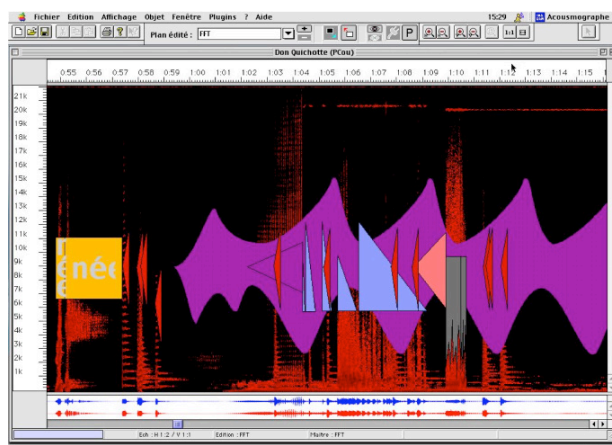 Fichier Edition Affichage Objet Fenêtre Plugins ? Aide 15:29 Acousmographe
Plan édité : FFT P 1:1
Don Quichotte (PCou)
0:55 0:56 0:57 0:58 0:59 1:00 1:01 1:02 1:03 1:04 1:05 1:06 1:07 1:08 1:09 1:10 1:11 1:12 1:13 1:14 1:15
21k
20k
19k
18k
17k
16k
15k
14k
13k
12k
11k
10k
9k
8k
7k
6k
5k
4k
3k
2k
1k
née
Ech : H 1:2 / V 1:1 Edition : FFT Maître : FFT